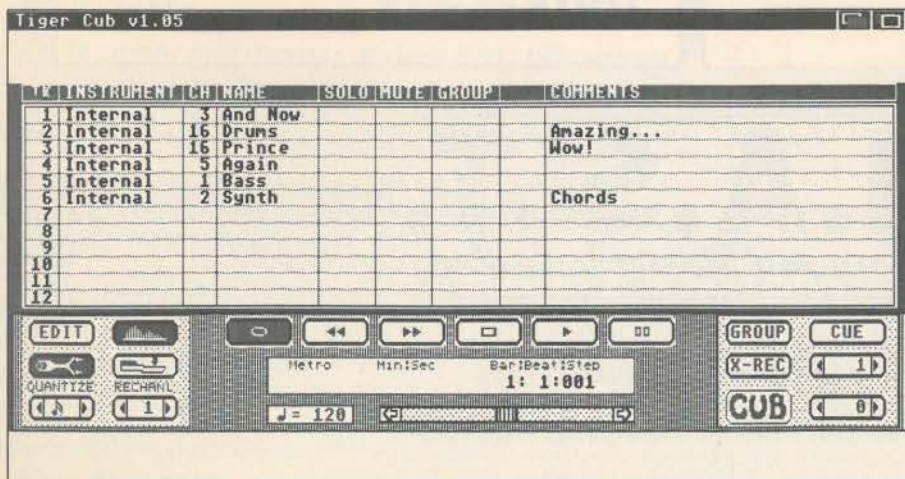 Tiger Cub v1.05
TK INSTRUMENT CH NAME SOLO MUTE GROUP COMMENTS
1 Internal 3 And Now
2 Internal 16 Drums Amazing...
3 Internal 16 Prince Wow!
4 Internal 5 Again
5 Internal 1 Bass
6 Internal 2 Synth Chords
7
8
9
10
11
12
EDIT GROUP CUE
Metro Min:Sec Bar:Beat:Step X-REC 1
1: 1:001
QUANTIZE RECHANL
1 = 120 CUB 0